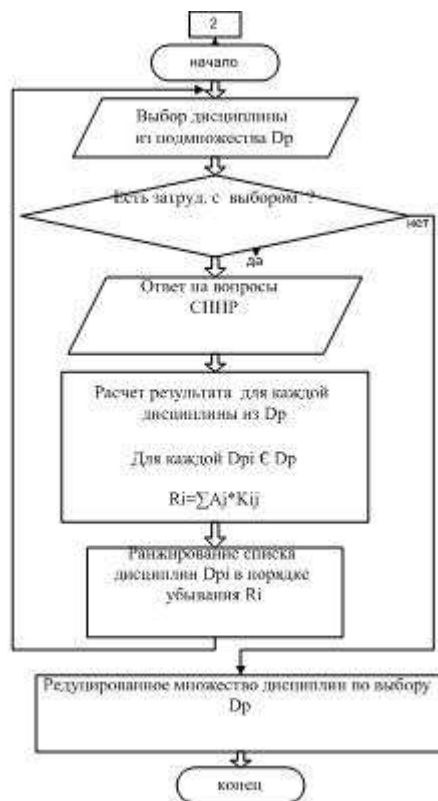 2
начало
Выбор дисциплины
из подмножества Dp
Есть затруд. с выбором ?
нет
да
Ответ на вопросы
СППР
Расчет результата для каждой
дисциплины из Dp
Для каждой Dpi Є Dp
Ri=∑Aj*Kij
Ранжирование списка
дисциплин Dpi в порядке
убывания Ri
Редуцированное множество дисциплин по выбору
Dp
конец